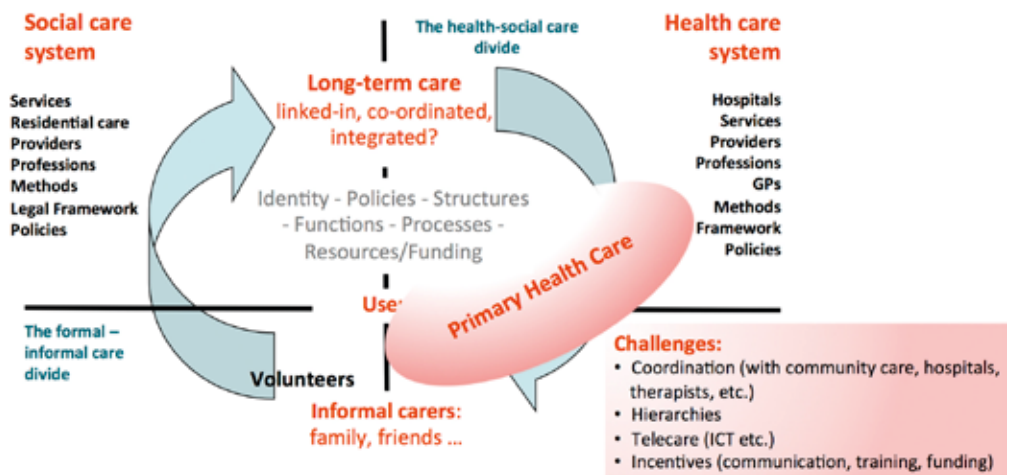 Social care
system
The health-social care
divide
Health care
system
Long-term care
linked-in, co-ordinated,
integrated?
Services
Residential care
Providers
Professions
Methods
Legal Framework
Policies
Hospitals
Services
Providers
Professions
GPs
Methods
Framework
Policies
Identity - Policies - Structures
- Functions - Processes -
Resources/Funding
Primary Health Care
The formal –
informal care
divide
Volunteers
Informal carers:
family, friends ...
Challenges:
• Coordination (with community care, hospitals,
therapists, etc.)
• Hierarchies
• Telecare (ICT etc.)
• Incentives (communication, training, funding)